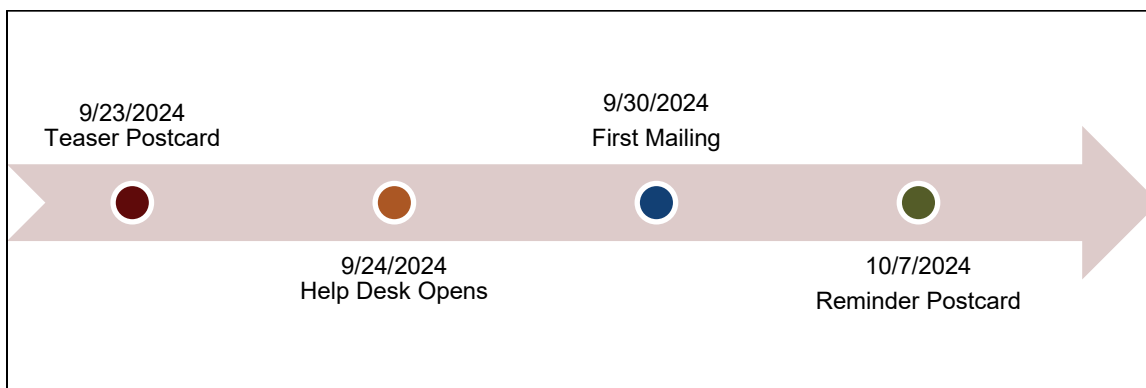 9/23/2024
Teaser Postcard
9/24/2024
Help Desk Opens
9/30/2024
First Mailing
10/7/2024
Reminder Postcard